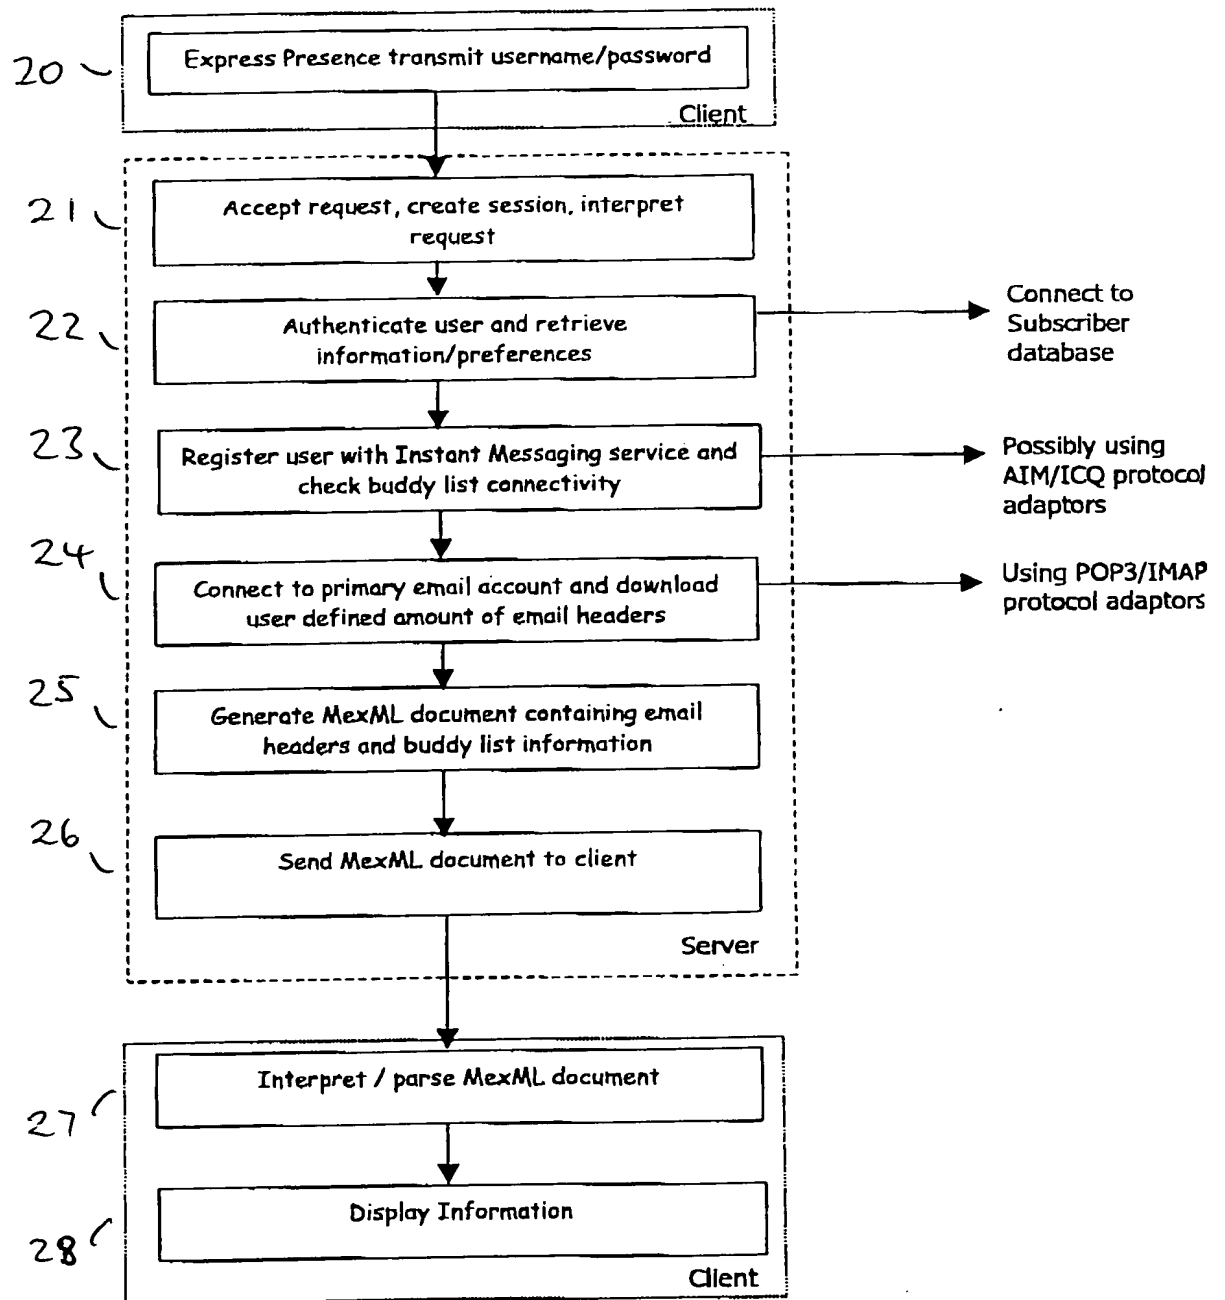 20
Express Presence transmit username/password
Client
21
Accept request, create session, interpret
request
22
Authenticate user and retrieve
information/preferences
Connect to
Subscriber
database
23
Register user with Instant Messaging service and
check buddy list connectivity
Possibly using
AIM/ICQ protocol
adaptors
24
Connect to primary email account and download
user defined amount of email headers
Using POP3/IMAP
protocol adaptors
25
Generate MexML document containing email
headers and buddy list information
26
Send MexML document to client
Server
27
Interpret / parse MexML document
28
Display Information
Client